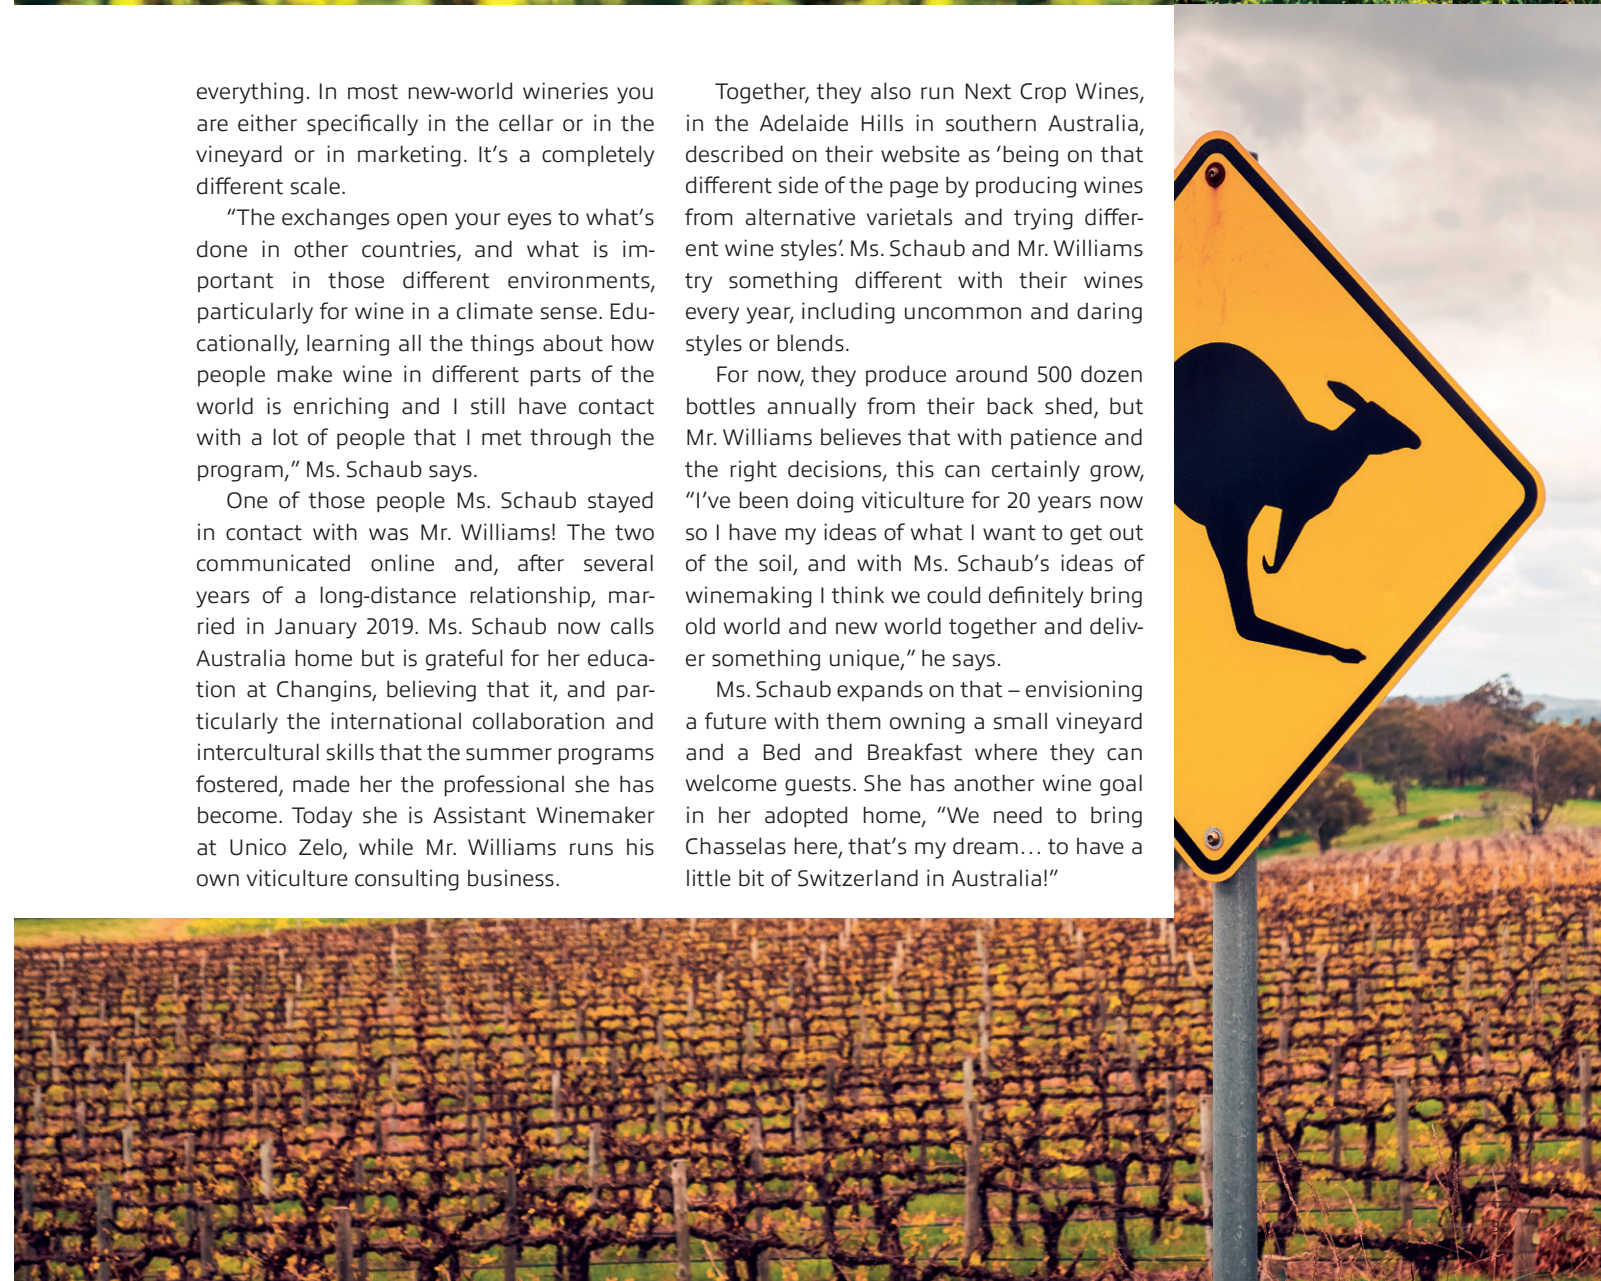 everything. In most new-world wineries you
are either specifically in the cellar or in the
vineyard or in marketing. It’s a completely
different scale.
“The exchanges open your eyes to what’s
done in other countries, and what is im-
portant in those different environments,
particularly for wine in a climate sense. Edu-
cationally, learning all the things about how
people make wine in different parts of the
world is enriching and I still have contact
with a lot of people that I met through the
program,” Ms. Schaub says.
One of those people Ms. Schaub stayed
in contact with was Mr. Williams! The two
communicated online and, after several
years of a long-distance relationship, mar-
ried in January 2019. Ms. Schaub now calls
Australia home but is grateful for her educa-
tion at Changins, believing that it, and par-
ticularly the international collaboration and
intercultural skills that the summer programs
fostered, made her the professional she has
become. Today she is Assistant Winemaker
at Unico Zelo, while Mr. Williams runs his
own viticulture consulting business.
Together, they also run Next Crop Wines,
in the Adelaide Hills in southern Australia,
described on their website as ‘being on that
different side of the page by producing wines
from alternative varietals and trying differ-
ent wine styles’. Ms. Schaub and Mr. Williams
try something different with their wines
every year, including uncommon and daring
styles or blends.
For now, they produce around 500 dozen
bottles annually from their back shed, but
Mr. Williams believes that with patience and
the right decisions, this can certainly grow,
“I’ve been doing viticulture for 20 years now
so I have my ideas of what I want to get out
of the soil, and with Ms. Schaub’s ideas of
winemaking I think we could definitely bring
old world and new world together and deliv-
er something unique,” he says.
Ms. Schaub expands on that – envisioning
a future with them owning a small vineyard
and a Bed and Breakfast where they can
welcome guests. She has another wine goal
in her adopted home, “We need to bring
Chasselas here, that’s my dream… to have a
little bit of Switzerland in Australia!”